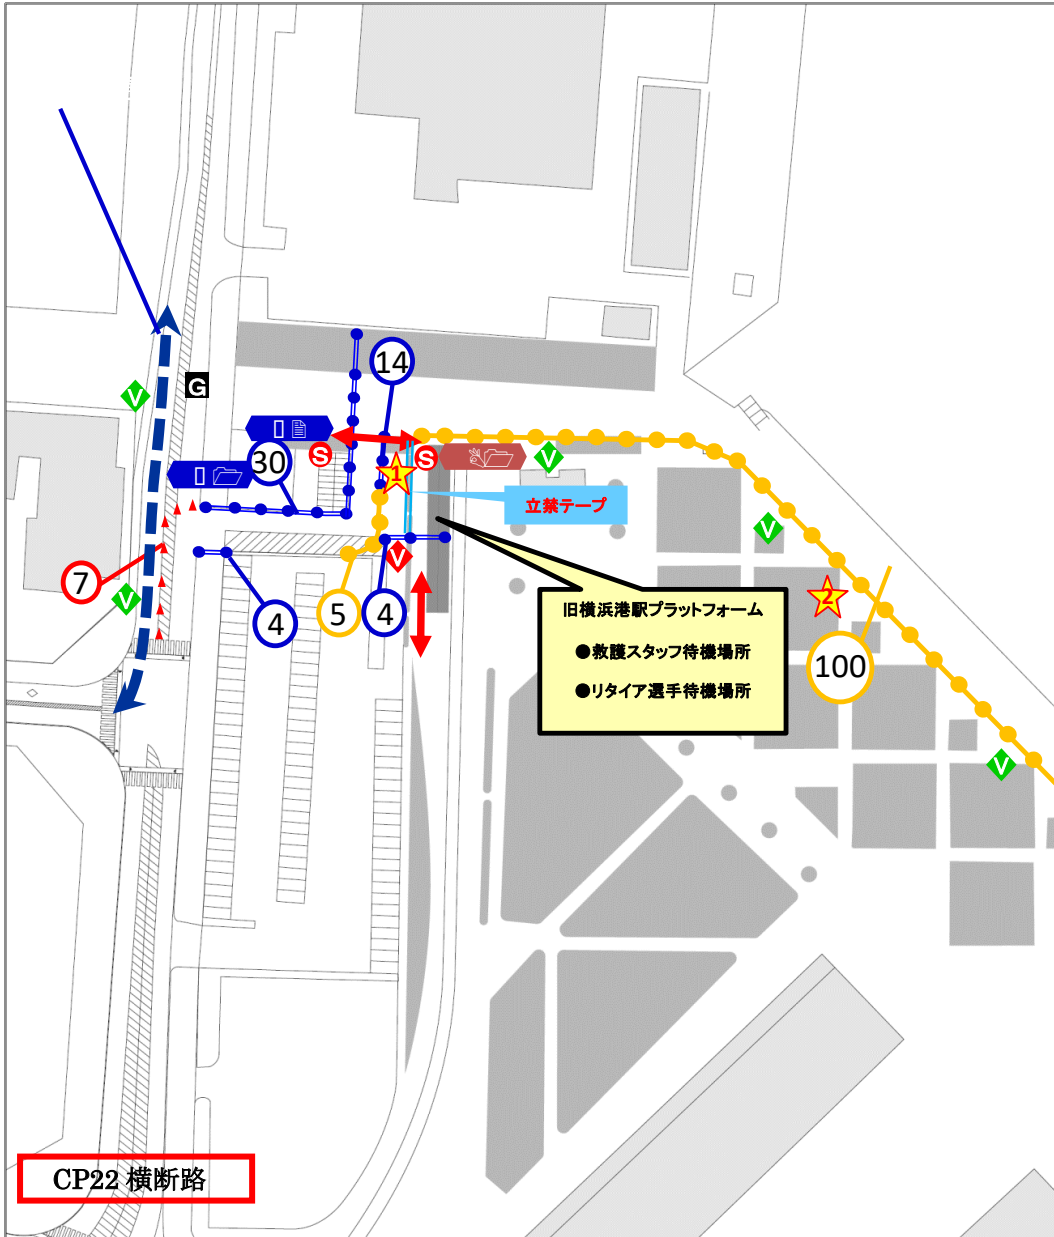 14
V
G
30
S
S
V
1
立禁テープ
V
7
V
V
4
5
4
旧横浜港駅プラットフォーム
●救護スタッフ待機場所
●リタイア選手待機場所
2
100
V
CP22 横断路